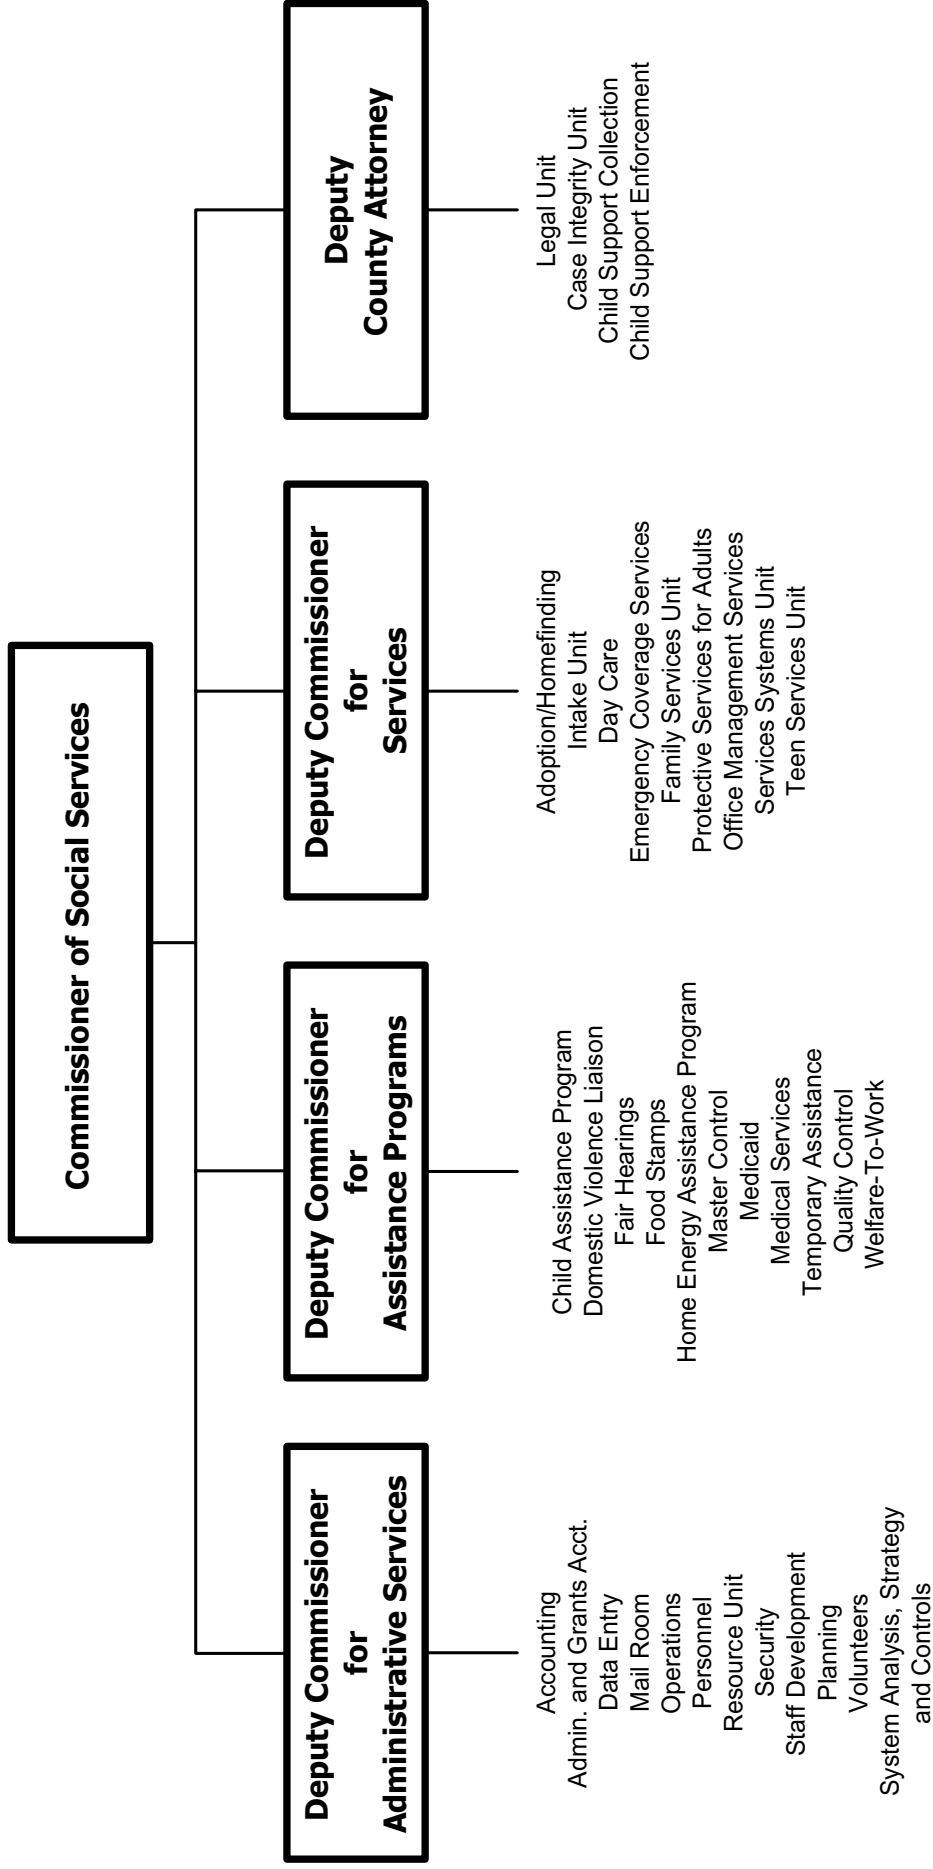 Commissioner of Social Services
Deputy Commissioner
for
Administrative Services
Accounting
Admin. and Grants Acct.
Data Entry
Mail Room
Operations
Personnel
Resource Unit
Security
Staff Development
Planning
Volunteers
System Analysis, Strategy
and Controls
Deputy Commissioner
for
Assistance Programs
Child Assistance Program
Domestic Violence Liaison
Fair Hearings
Food Stamps
Home Energy Assistance Program
Master Control
Medicaid
Medical Services
Temporary Assistance
Quality Control
Welfare-To-Work
Deputy Commissioner
for
Services
Adoption/Homefinding
Intake Unit
Day Care
Emergency Coverage Services
Family Services Unit
Protective Services for Adults
Office Management Services
Services Systems Unit
Teen Services Unit
Deputy
County Attorney
Legal Unit
Case Integrity Unit
Child Support Collection
Child Support Enforcement